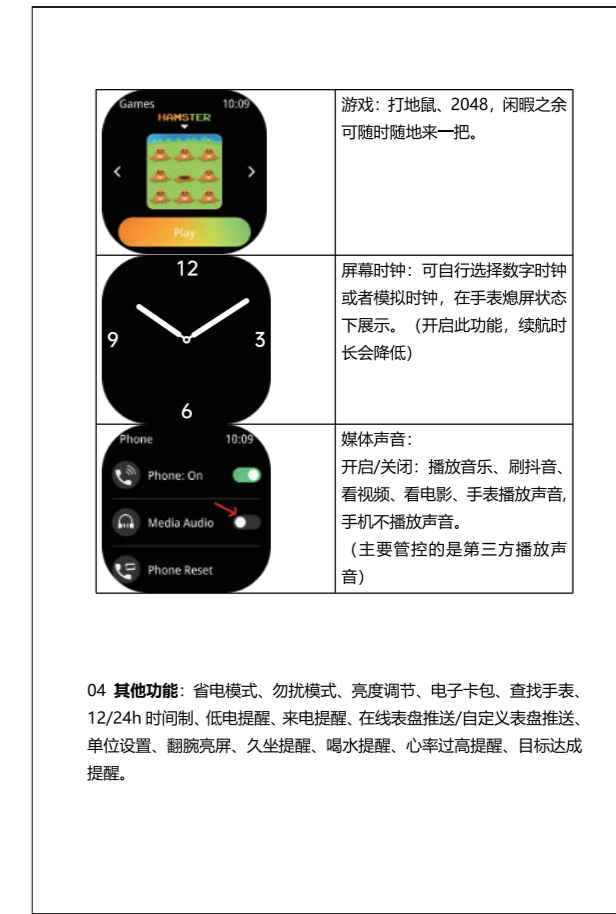 Games 10:09
HAMSTER
Play
游戏：打地鼠、2048，闲暇之余
可随时随地来一把。
12
9 3
6
屏幕时钟：可自行选择数字时钟
或者模拟时钟，在手表熄屏状态
下展示。（开启此功能，续航时
长会降低）
Phone 10:09
Phone: On
Media Audio
Phone Reset
媒体声音：
开启/关闭：播放音乐、刷抖音、
看视频、看电影、手表播放声音,
手机不播放声音。
（主要管控的是第三方播放声
音）
04 其他功能：省电模式、勿扰模式、亮度调节、电子卡包、查找手表、
12/24h 时间制、低电提醒、来电提醒、在线表盘推送/自定义表盘推送、
单位设置、翻腕亮屏、久坐提醒、喝水提醒、心率过高提醒、目标达成
提醒。